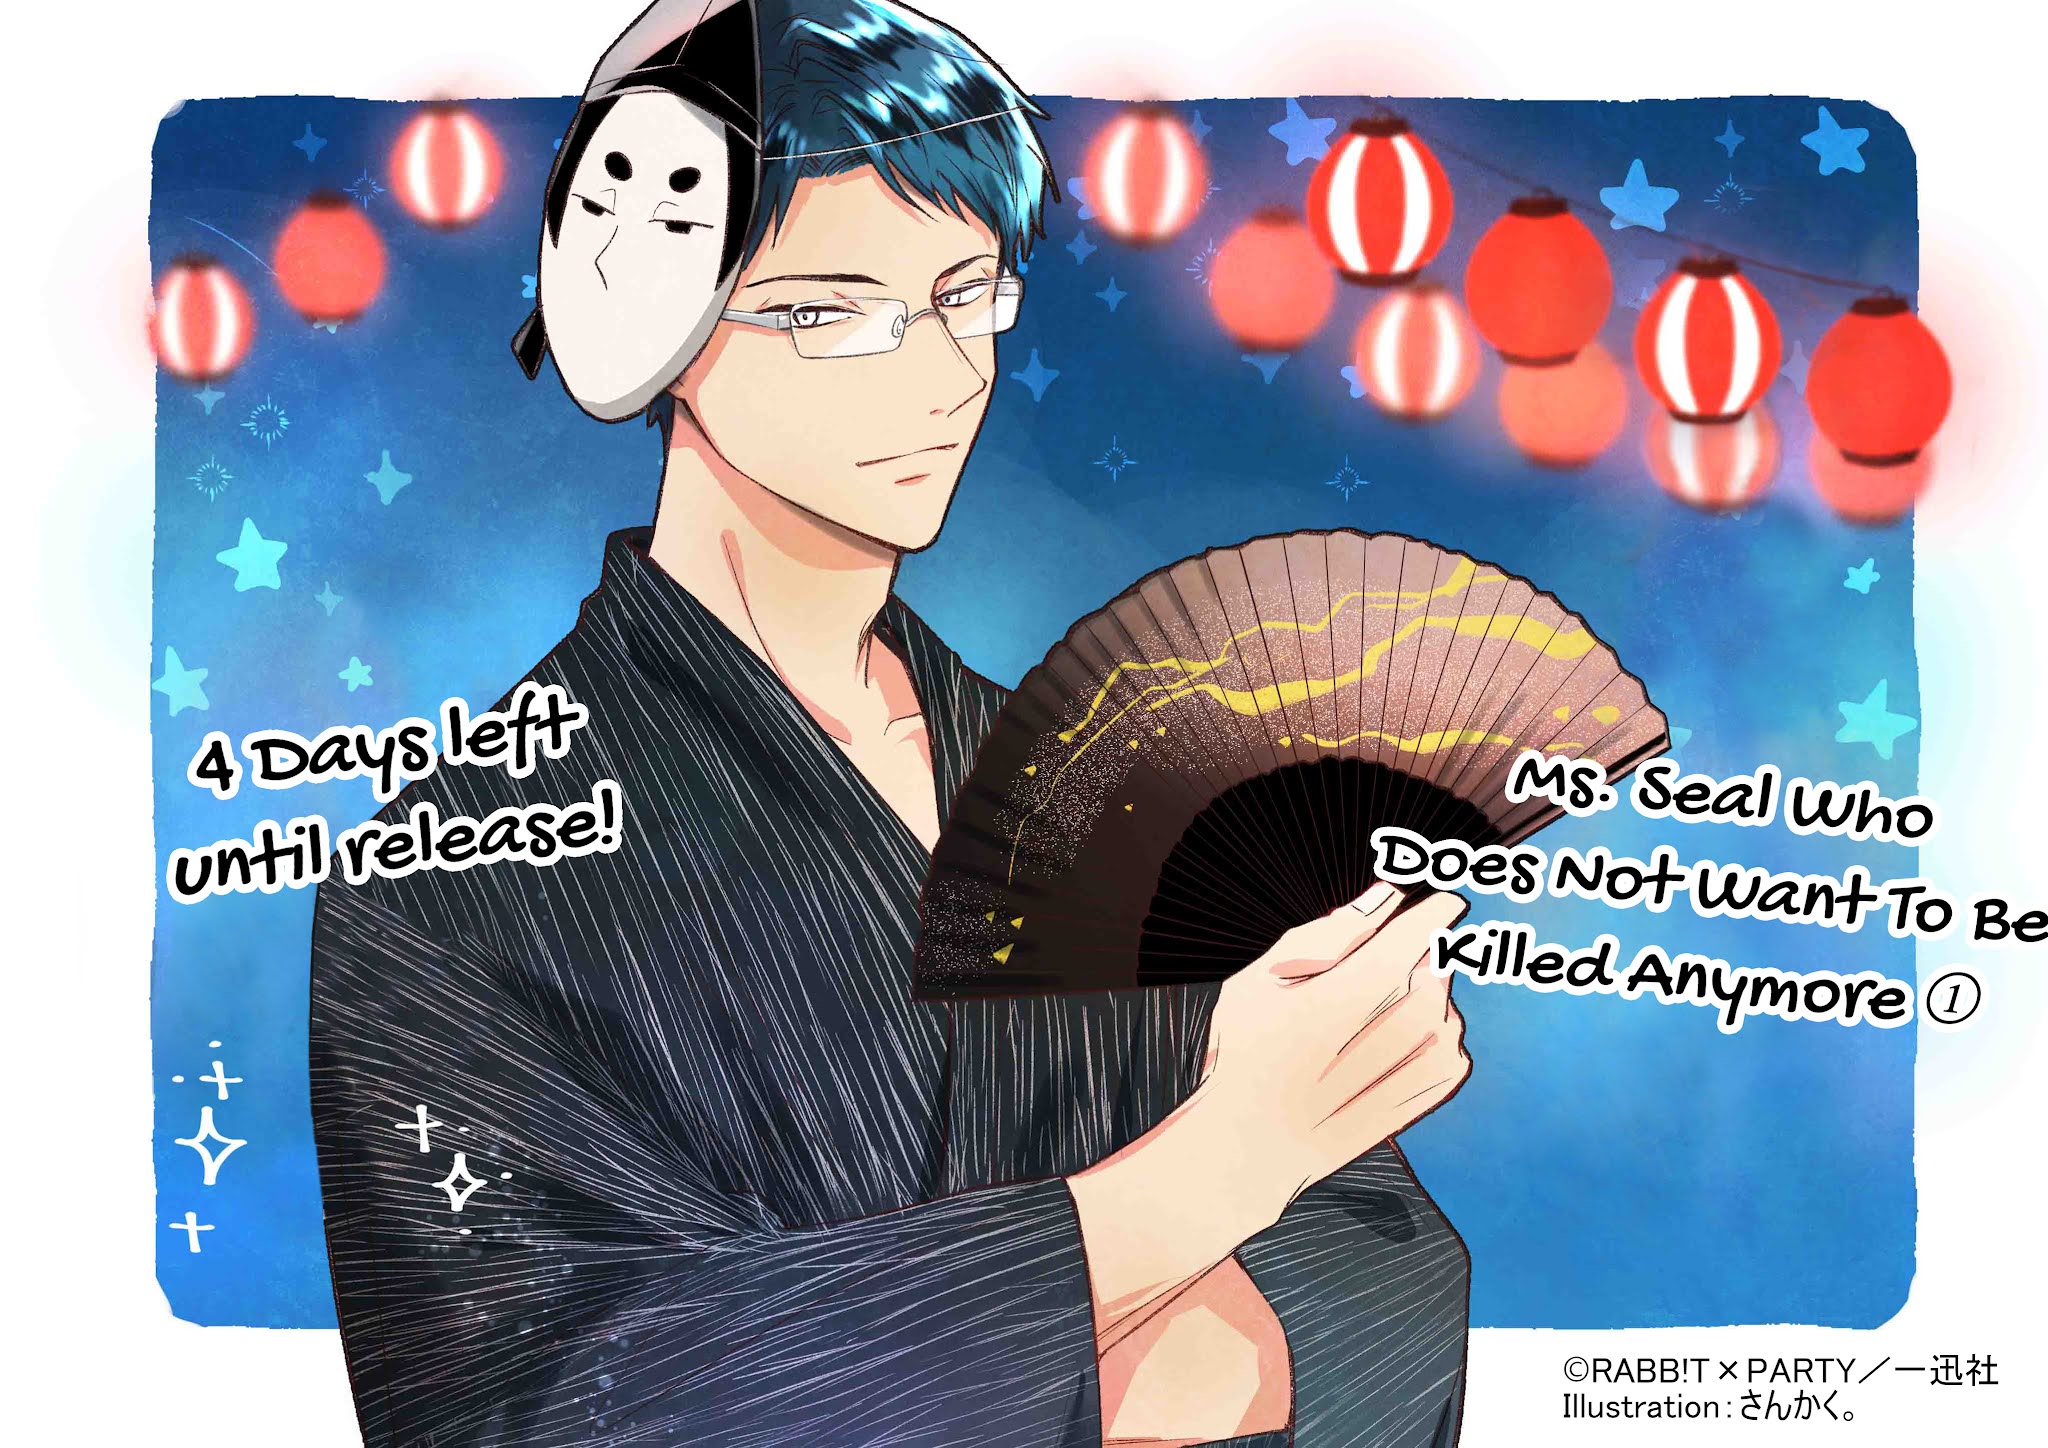 4 Days left
until release!
Ms. Seal Who
Does Not Want To Be
Killed Anymore ①
©RABB!T×PARTY／一迅社
Illustration：さんかく。